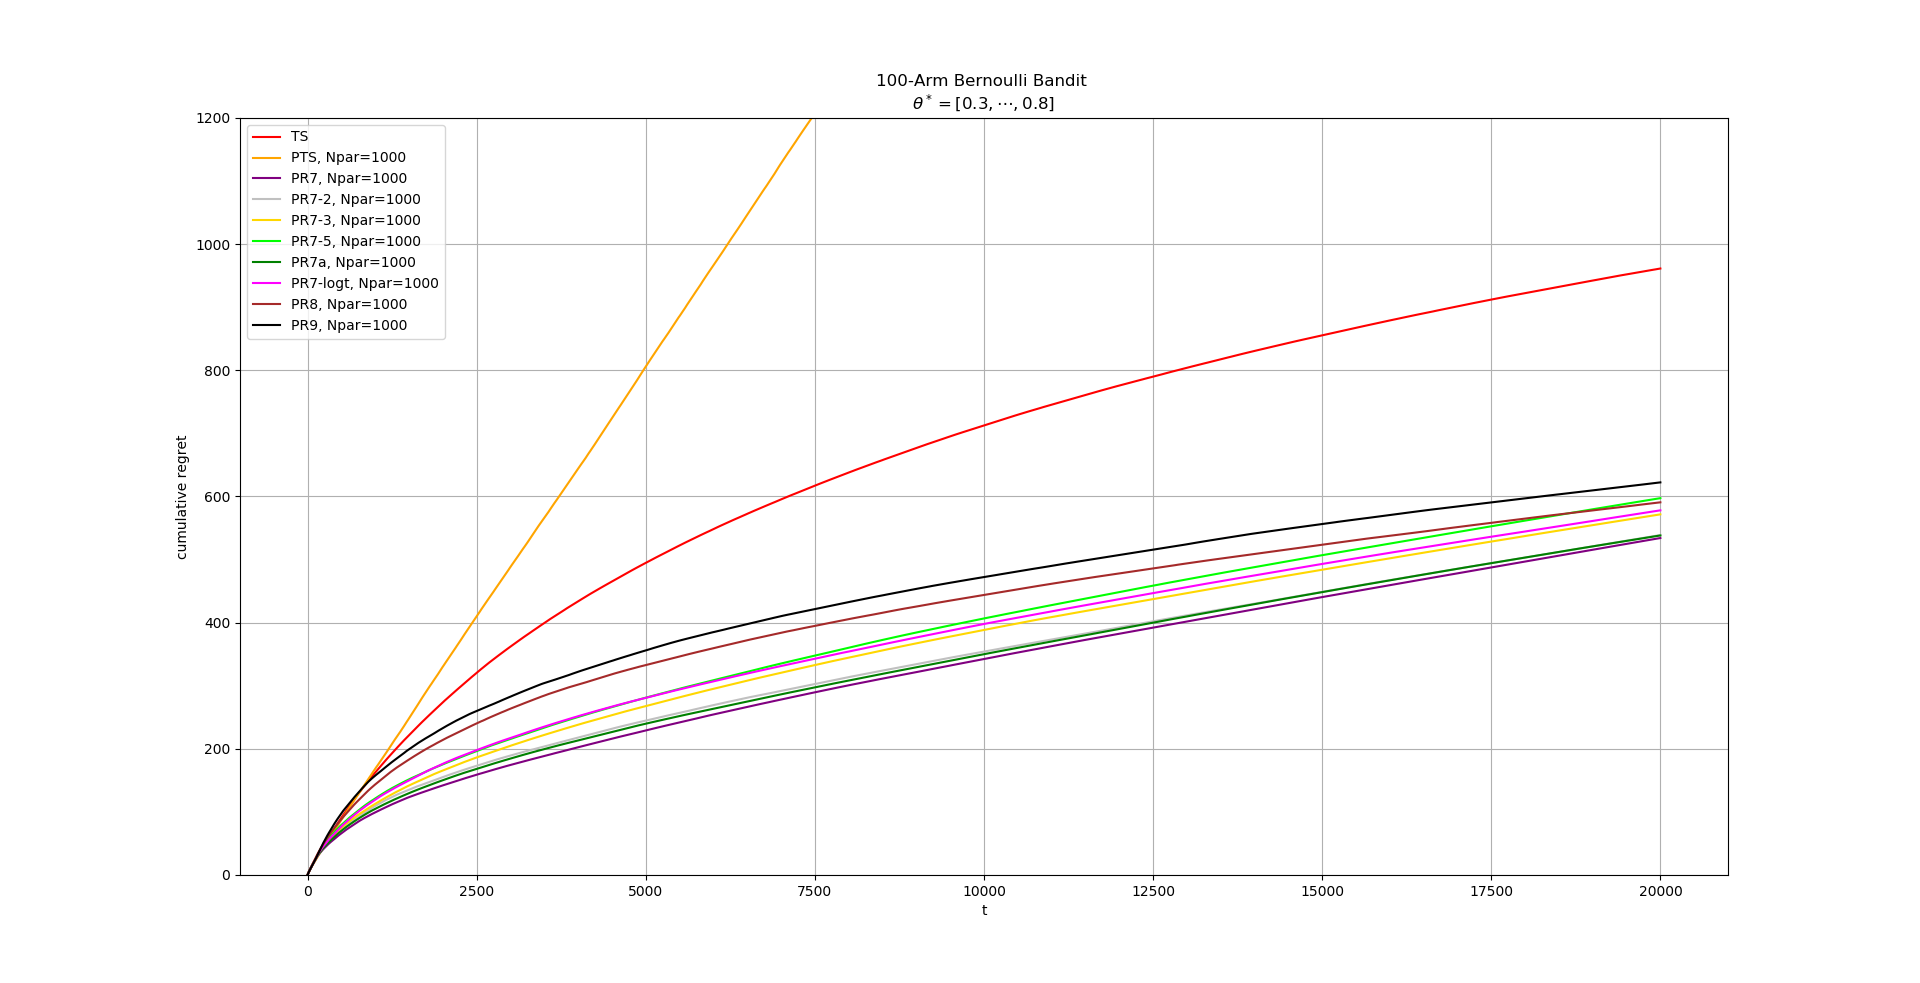 100-Arm Bernoulli Bandit
θ* = [0.3, ⋯, 0.8]
1200
1000
800
600
400
200
0
cumulative regret
TS
PTS, Npar=1000
PR7, Npar=1000
PR7-2, Npar=1000
PR7-3, Npar=1000
PR7-5, Npar=1000
PR7a, Npar=1000
PR7-logt, Npar=1000
PR8, Npar=1000
PR9, Npar=1000
0 2500 5000 7500 10000 12500 15000 17500 20000
t